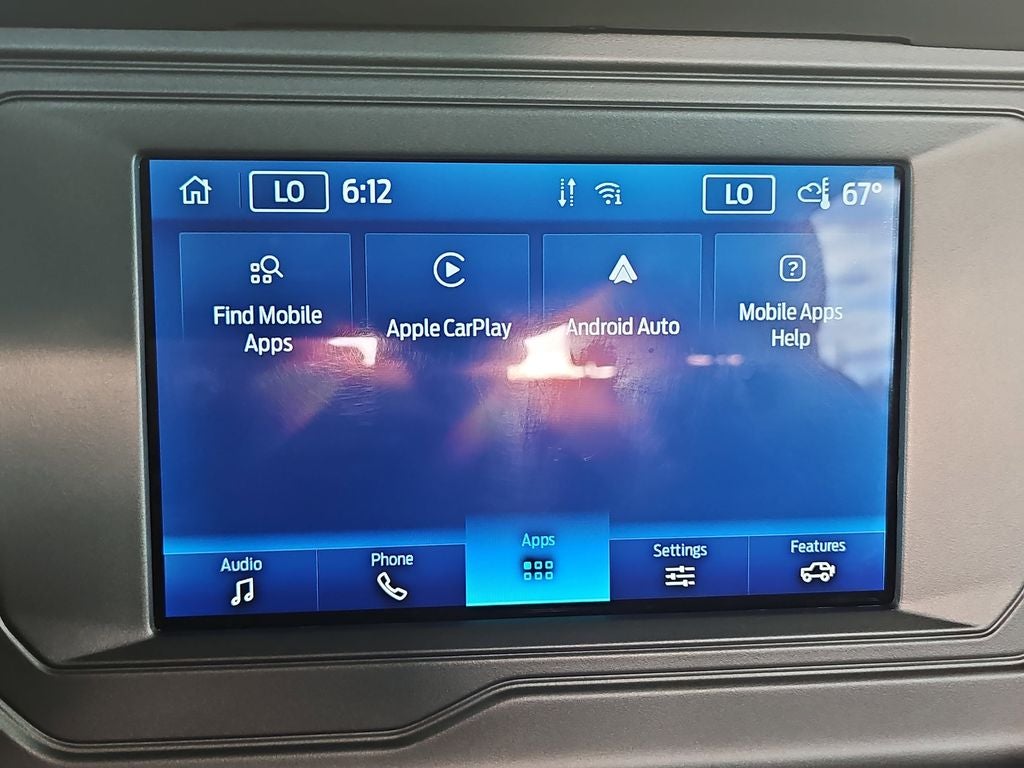 LO 6:12 LO 67°
Find Mobile
Apps
Apple CarPlay
Android Auto
Mobile Apps
Help
Audio
Phone
Apps
Settings
Features